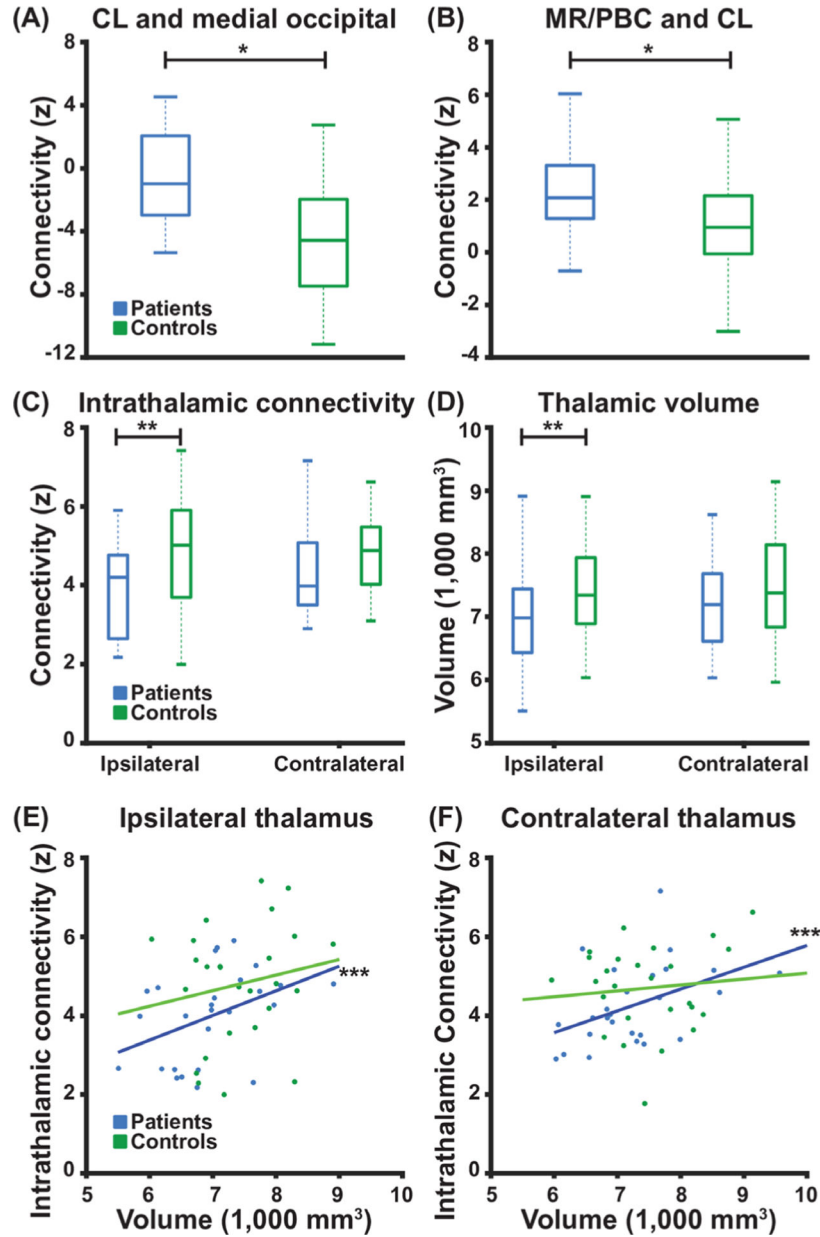 (A) CL and medial occipital
*
Connectivity (z)
4
0
-4
-8
-12
Patients
Controls
(B) MR/PBC and CL
*
Connectivity (z)
8
6
4
2
0
-2
-4
(C) Intrathalamic connectivity
**
Connectivity (z)
8
6
4
2
0
Patients
Controls
Ipsilateral Contralateral
(D) Thalamic volume
**
Volume (1,000 mm³)
10
9
8
7
6
5
Ipsilateral Contralateral
(E) Ipsilateral thalamus
Intrathalamic connectivity (z)
8
6
4
2
0
***
Patients
Controls
5 6 7 8 9 10
Volume (1,000 mm³)
(F) Contralateral thalamus
Intrathalamic Connectivity (z)
8
6
4
2
0
***
5 6 7 8 9 10
Volume (1,000 mm³)